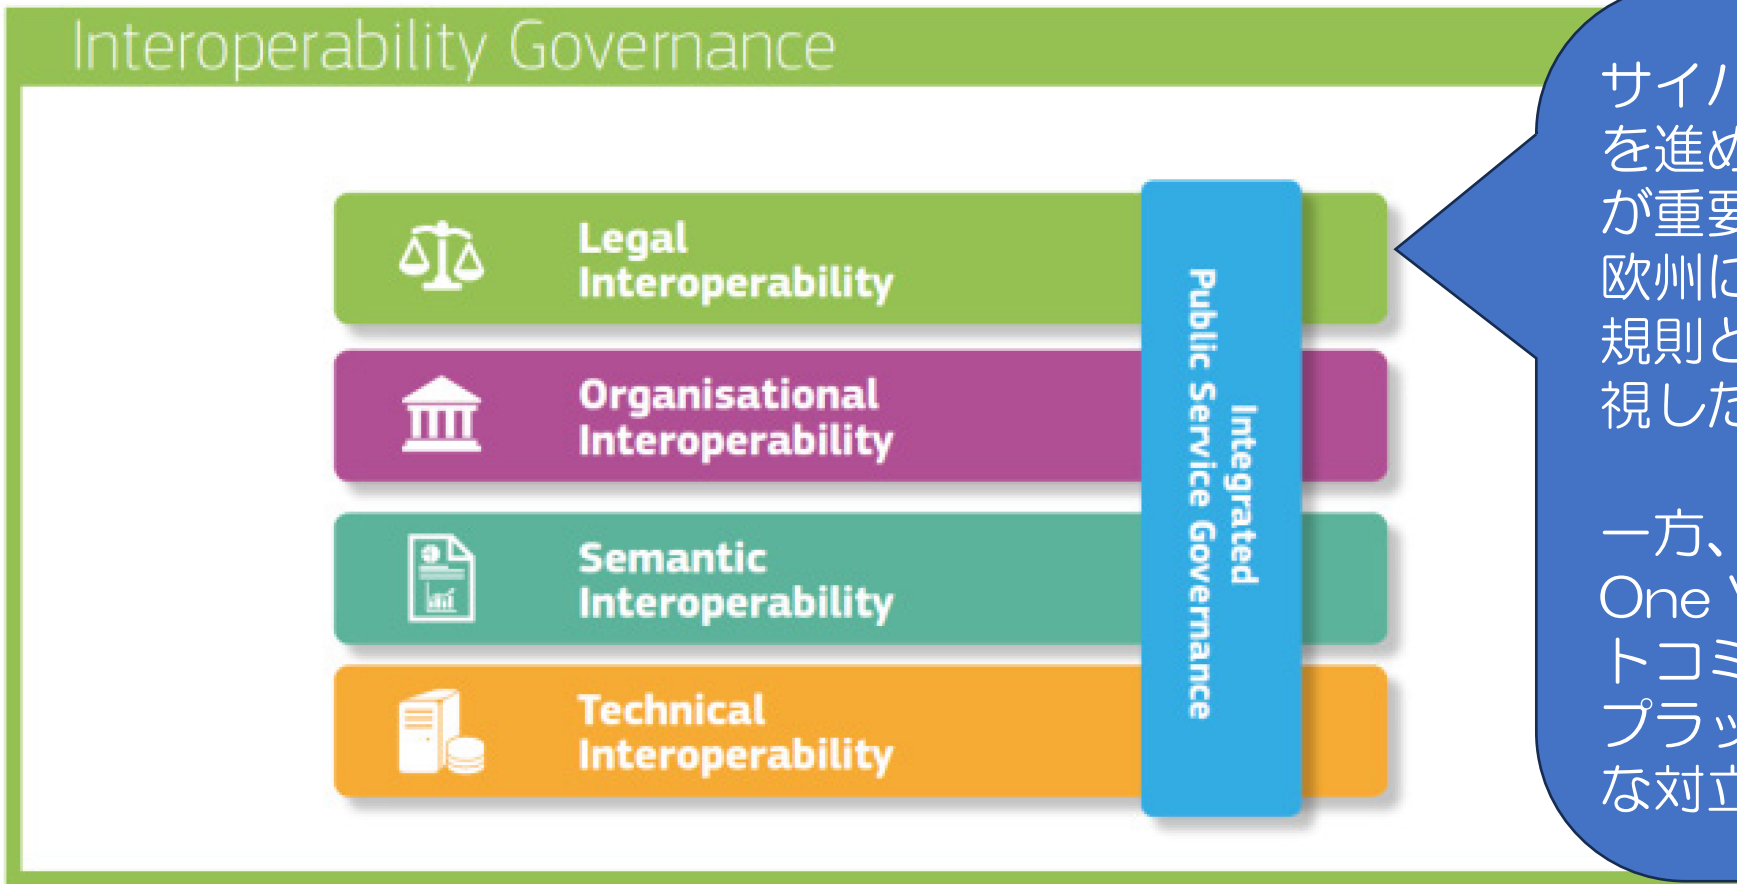 Interoperability Governance
Legal
Interoperability
Organisational
Interoperability
Semantic
Interoperability
Technical
Interoperability
Integrated
Public Service Governance
サイバ
を進め
が重要
欧州に
規則と
視した
一方、
One
トコミ
プラッ
な対立